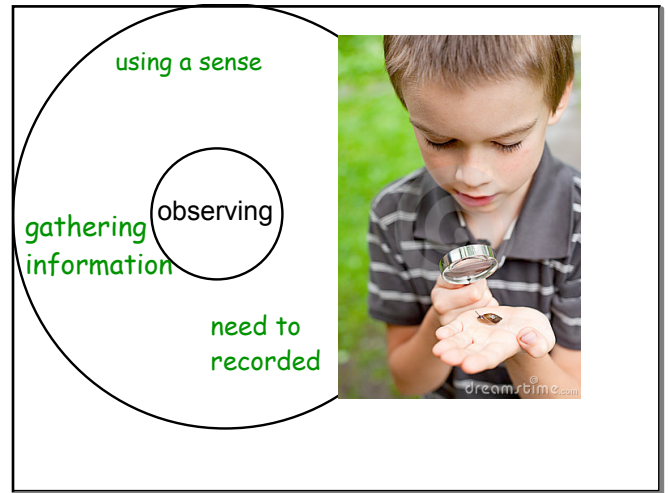 using a sense
observing
gathering
information
need to
recorded
dreamstime.com